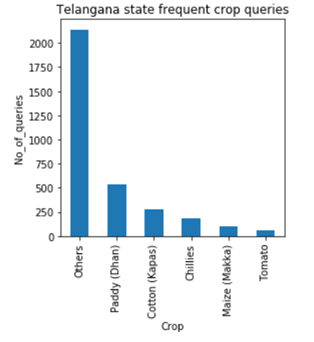 Telangana state frequent crop queries
No_of_queries
2000
1750
1500
1250
1000
750
500
250
0
Others
Paddy (Dhan)
Cotton (Kapas)
Chillies
Maize (Makka)
Tomato
Crop